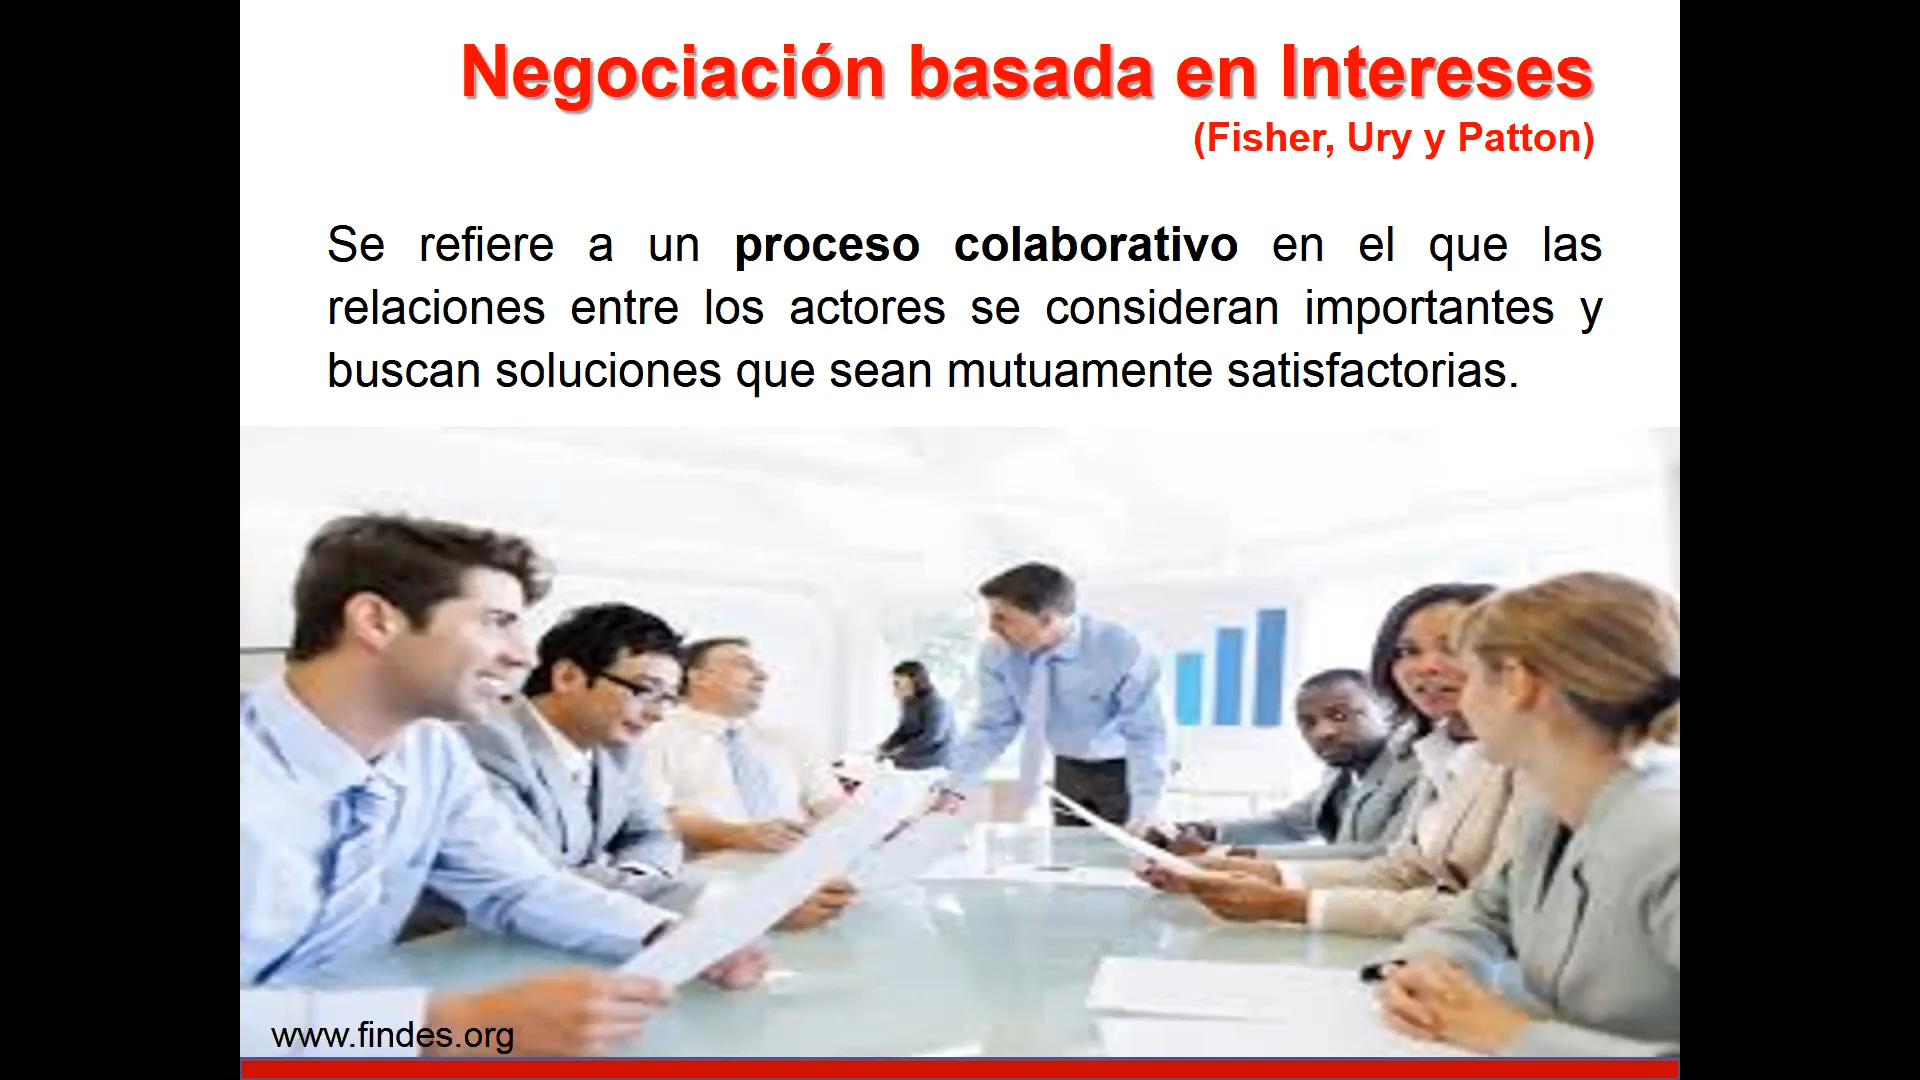 Negociación basada en Intereses
(Fisher, Ury y Patton)
Se refiere a un proceso colaborativo en el que las
relaciones entre los actores se consideran importantes y
buscan soluciones que sean mutuamente satisfactorias.
www.findes.org